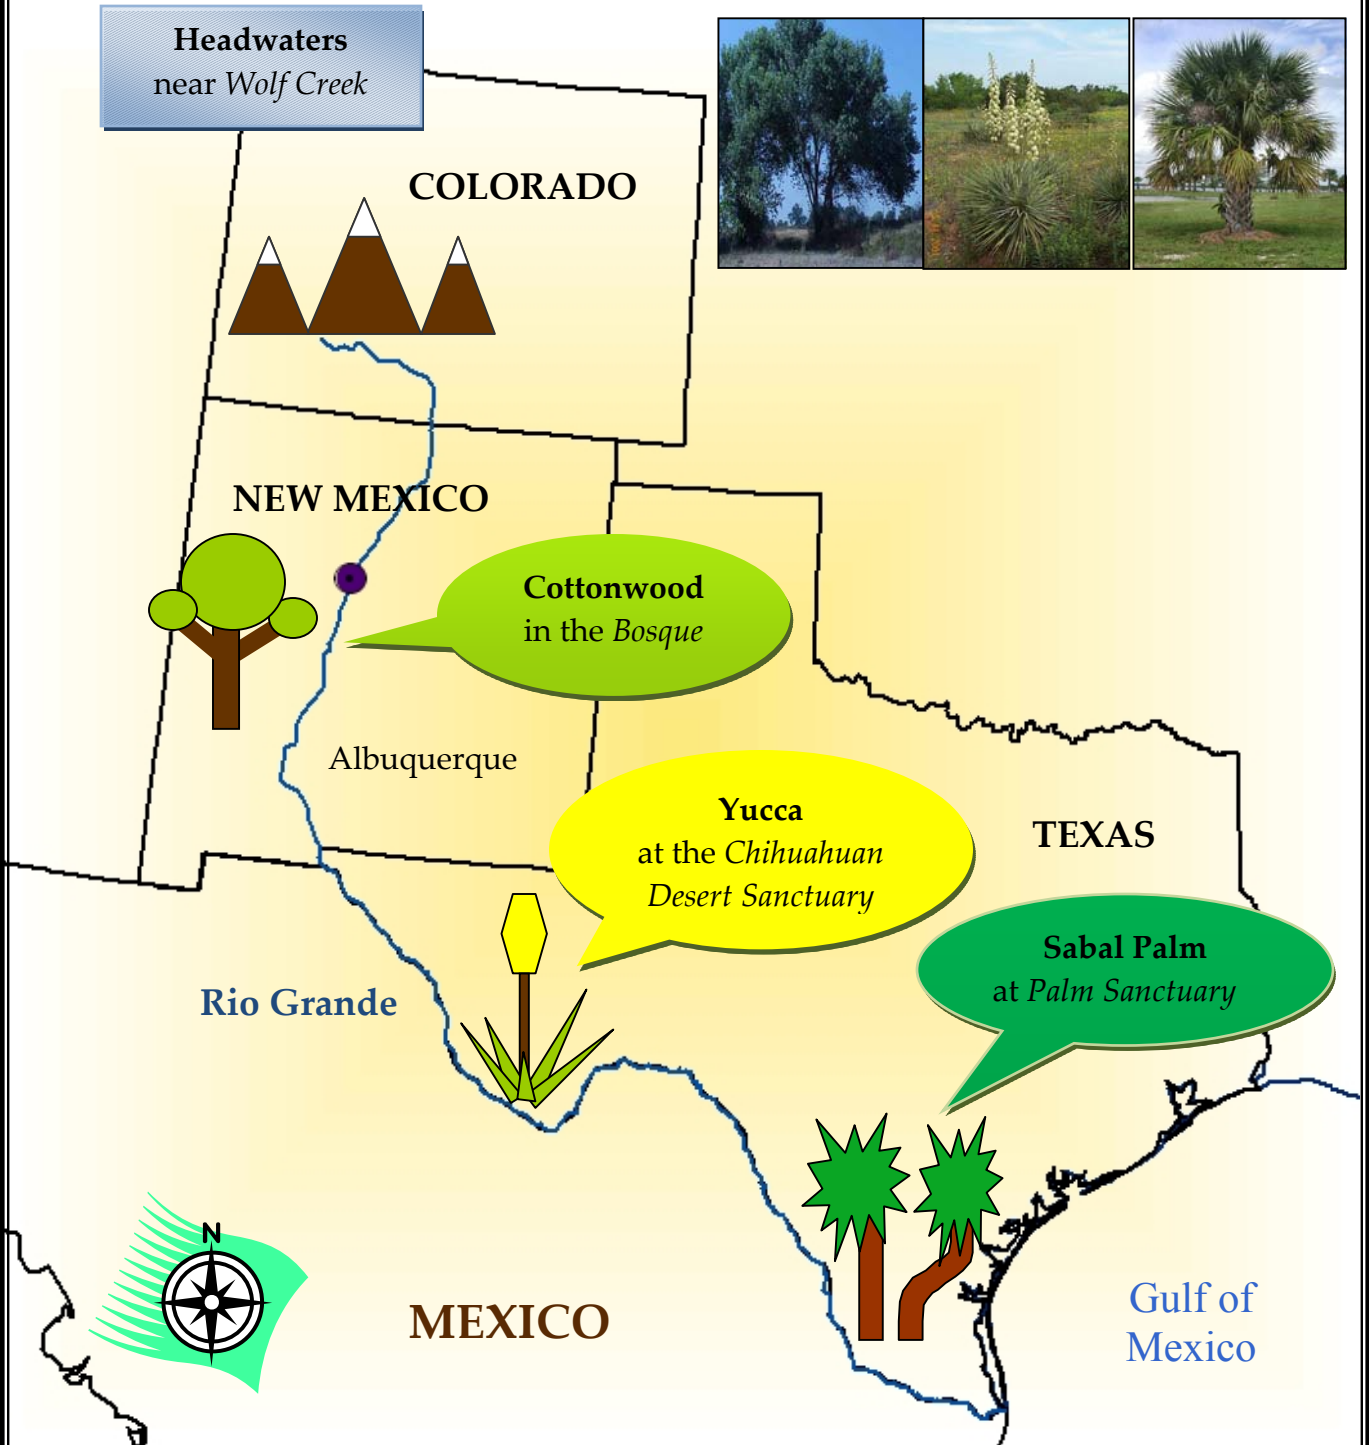 Headwaters
near Wolf Creek
COLORADO
NEW MEXICO
Cottonwood
in the Bosque
Albuquerque
Yucca
at the Chihuahuan
Desert Sanctuary
TEXAS
Sabal Palm
at Palm Sanctuary
Rio Grande
N
MEXICO
Gulf of
Mexico